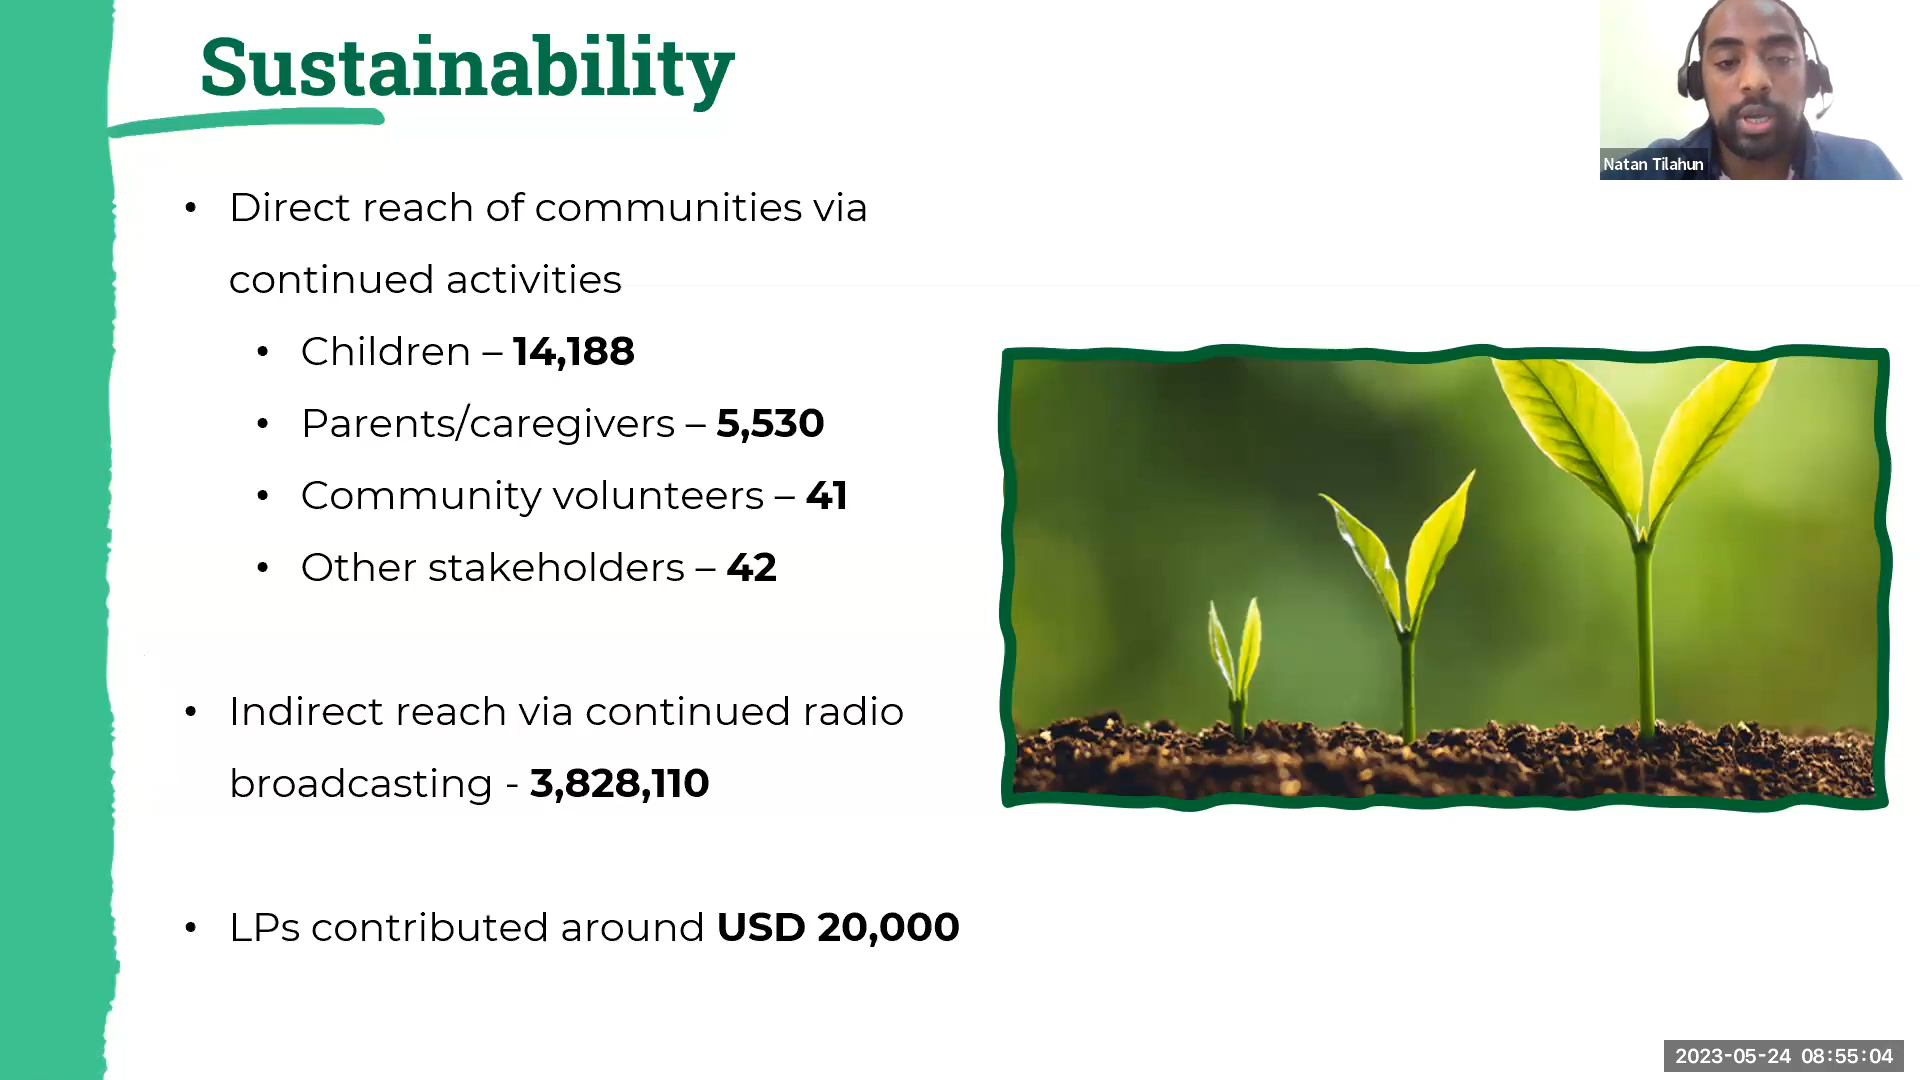 Sustainability
Natan Tilahun
• Direct reach of communities via
continued activities
• Children – 14,188
• Parents/caregivers – 5,530
• Community volunteers – 41
• Other stakeholders – 42
• Indirect reach via continued radio
broadcasting - 3,828,110
• LPs contributed around USD 20,000
2023-05-24 08:55:04